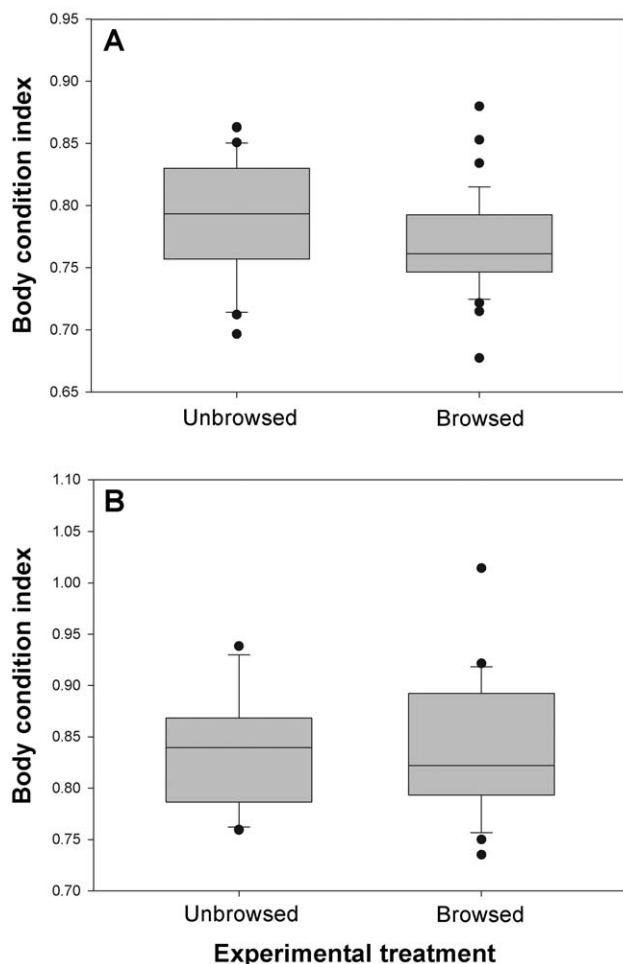 A
Body condition index
0.95
0.90
0.85
0.80
0.75
0.70
0.65
Unbrowsed Browsed
B
Body condition index
1.10
1.05
1.00
0.95
0.90
0.85
0.80
0.75
0.70
Unbrowsed Browsed
Experimental treatment